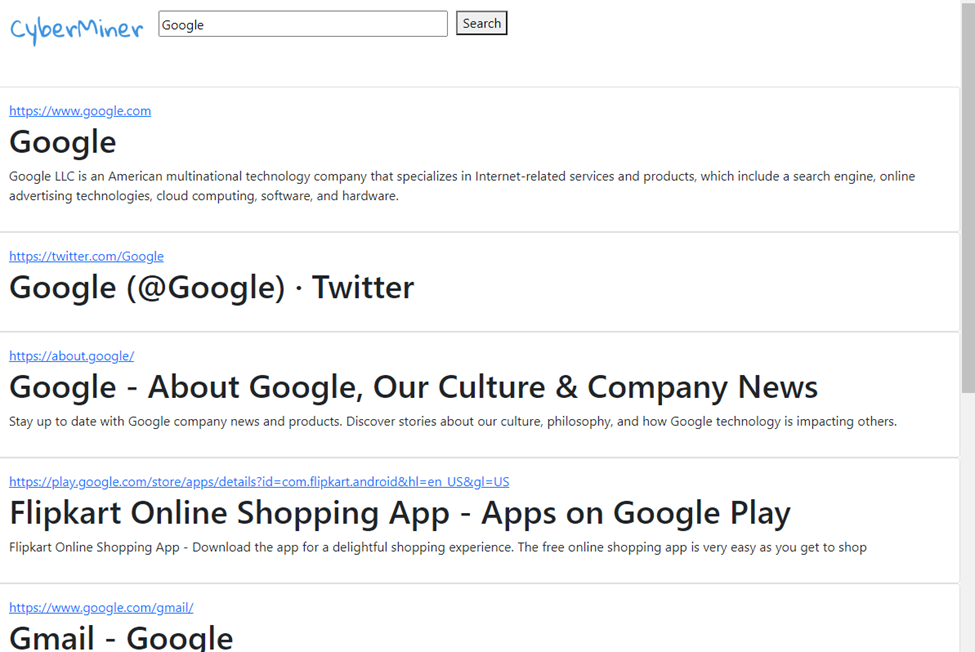 CyberMiner Google Search
https://www.google.com
Google
Google LLC is an American multinational technology company that specializes in Internet-related services and products, which include a search engine, online
advertising technologies, cloud computing, software, and hardware.
https://twitter.com/Google
Google (@Google) · Twitter
https://about.google/
Google - About Google, Our Culture & Company News
Stay up to date with Google company news and products. Discover stories about our culture, philosophy, and how Google technology is impacting others.
https://play.google.com/store/apps/details?id=com.flipkart.android&hl=en_US&gl=US
Flipkart Online Shopping App - Apps on Google Play
Flipkart Online Shopping App - Download the app for a delightful shopping experience. The free online shopping app is very easy as you get to shop
https://www.google.com/gmail/
Gmail - Google